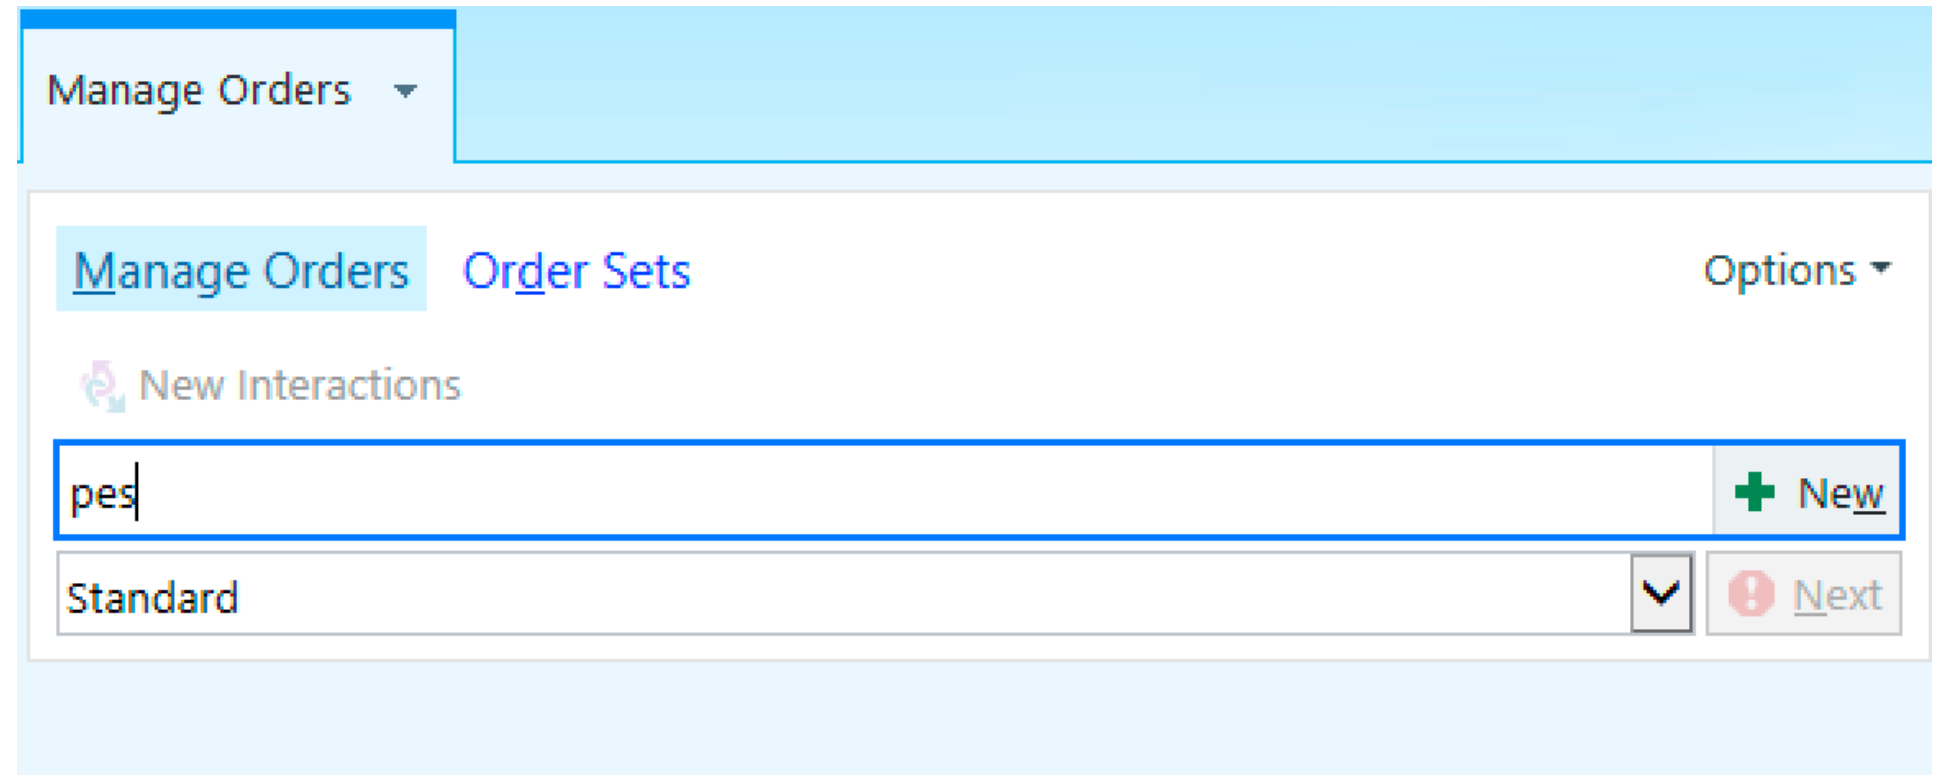 Manage Orders
Manage Orders Order Sets Options
New Interactions
pes New
Standard Next